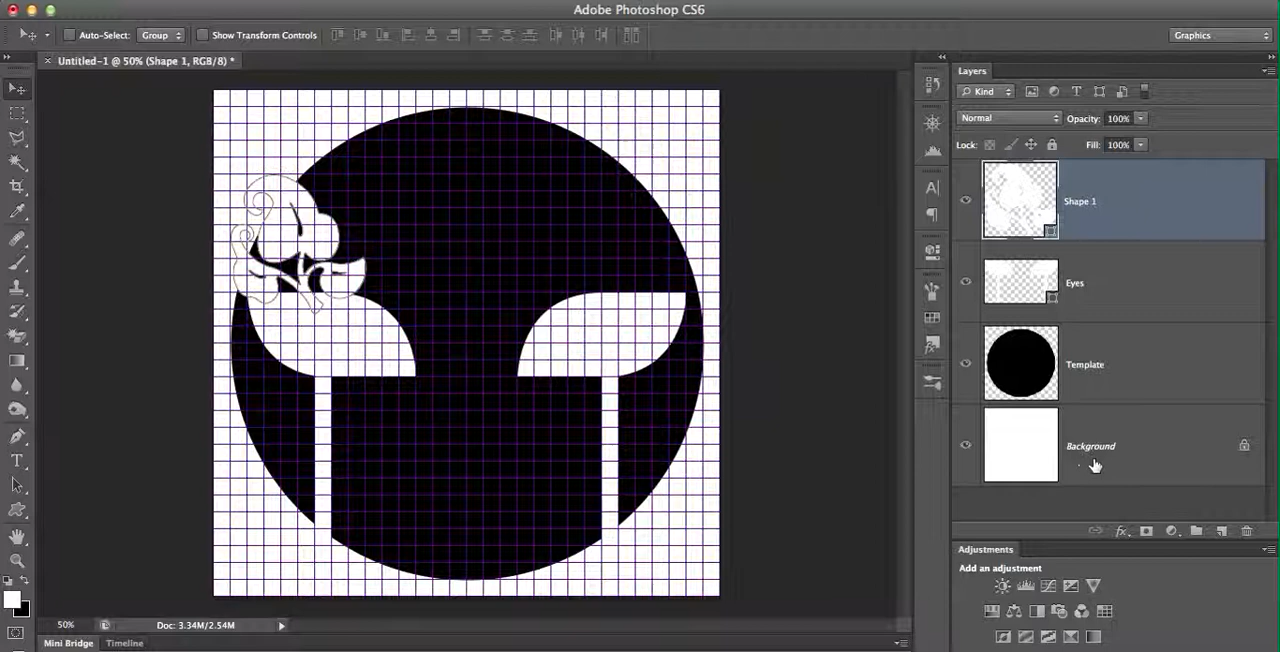 Adobe Photoshop CS6
Auto-Select: Group Show Transform Controls Graphics
Untitled-1 @ 50% (Shape 1, RGB/8) *
Layers
Kind
Normal Opacity: 100%
Lock: Fill: 100%
Shape 1
Eyes
Template
Background
Adjustments
Add an adjustment
50% Doc: 3.34M/2.54M
Mini Bridge Timeline